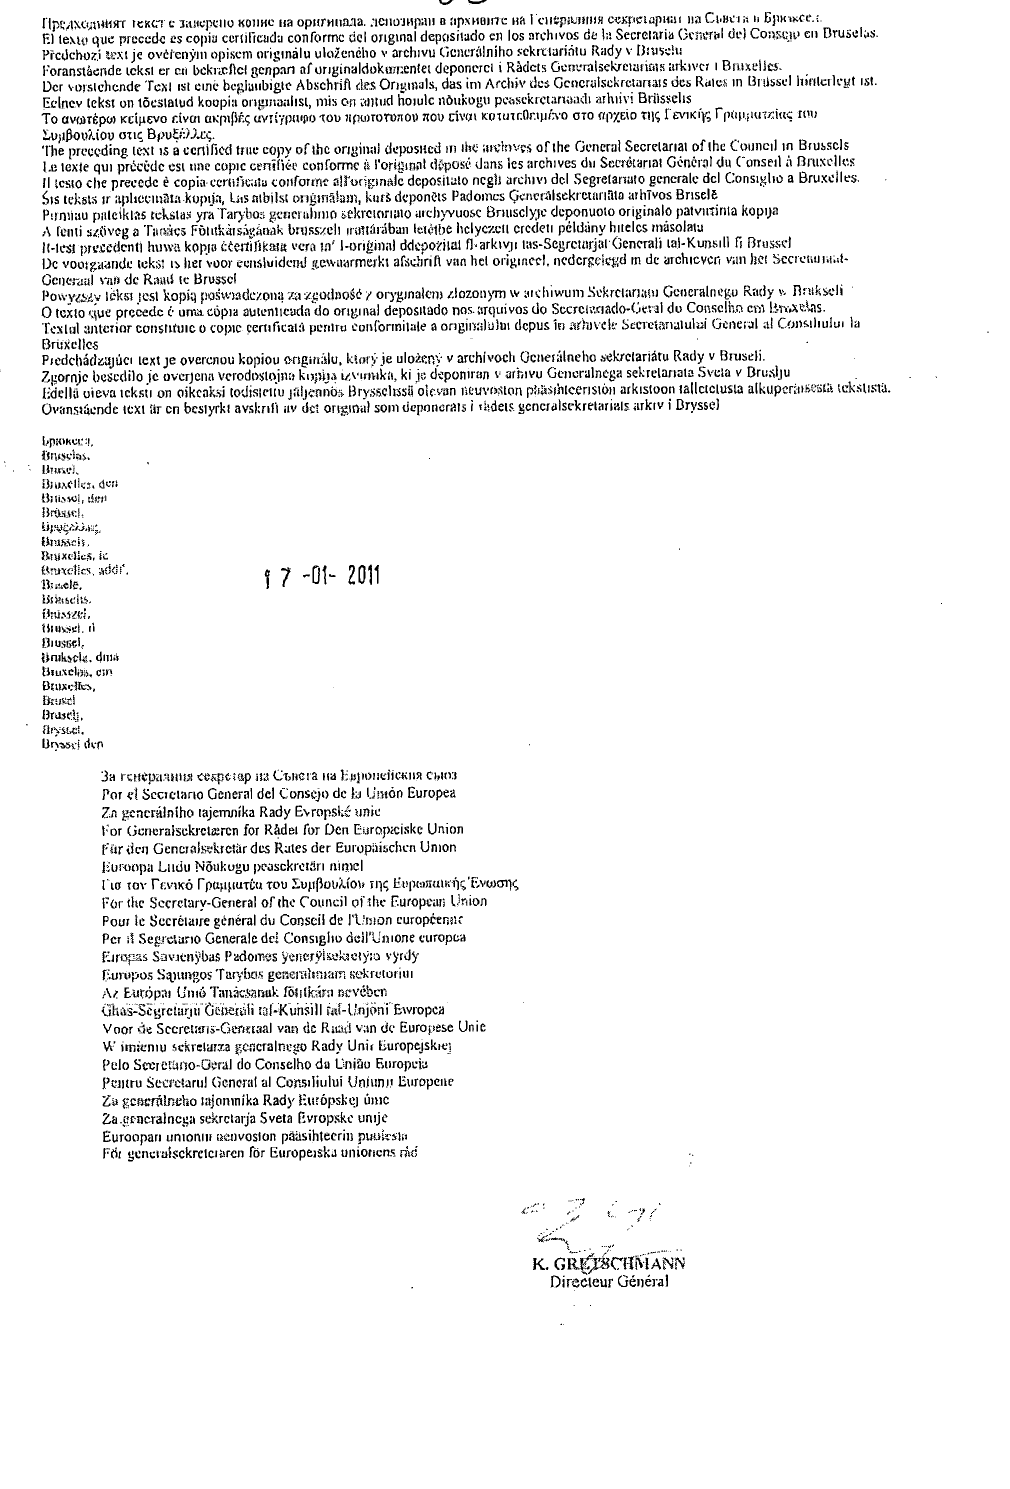 Предходният текст е заверено копие на оригинала, депозиран в архивите на Генералния секретариат на Съвета в Брюксел.
El texto que precede es copia certificada conforme del original depositado en los archivos de la Secretaría General del Consejo en Bruselas.
Předchozí text je ověřeným opisem originálu uloženého v archivu Generálního sekretariátu Rady v Bruselu
Foranstående tekst er en bekræftet genpart af originaldokumentet deponeret i Rådets Generalsekretariats arkiver i Bruxelles.
Der vorstehende Text ist eine beglaubigte Abschrift des Originals, das im Archiv des Generalsekretariats des Rates in Brüssel hinterlegt ist.
Eelnev tekst on tõestatud koopia originaalist, mis on antud hoiule nõukogu peasekretariaadi arhiivi Brüsselis
Το ανωτέρω κείμενο είναι ακριβές αντίγραφο του πρωτοτύπου που είναι κατατεθειμένο στο αρχείο της Γενικής Γραμματείας του
Συμβουλίου στις Βρυξέλλες.
The preceding text is a certified true copy of the original deposited in the archives of the General Secretariat of the Council in Brussels
Le texte qui précède est une copie certifiée conforme à l'original déposé dans les archives du Secrétariat Général du Conseil à Bruxelles
Il testo che precede è copia certificata conforme all'originale depositato negli archivi del Segretariato generale del Consiglio a Bruxelles.
Šis teksts ir apliecināta kopija, kas atbilst oriģinālam, kurš deponēts Padomes Ģenerālsekretariāta arhīvos Briselē
Pirmiau pateiktas tekstas yra Tarybos generalinio sekretoriato archyvuose Briuselyje deponuoto originalo patvirtinta kopija
A fenti szöveg a Tanács Főtitkárságának brüsszeli irattárában letétbe helyezett eredeti példány hiteles másolata
It-test preċedenti huwa kopja ċċertifikata vera ta' l-original ddepożitat fl-arkivji tas-Segretarjat Ġenerali tal-Kunsill fi Brussel
De voorgaande tekst is het voor eensluidend gewaarmerkt afschrift van het origineel, nedergelegd in de archieven van het Secretariaat-
Generaal van de Raad te Brussel
Powyższy tekst jest kopią poświadczoną za zgodność z oryginałem złożonym w archiwum Sekretariatu Generalnego Rady w Brukseli
O texto que precede é uma cópia autenticada do original depositado nos arquivos do Secretariado-Geral do Conselho em Bruxelas.
Textul anterior constituie o copie certificată pentru conformitate a originalului depus în arhivele Secretariatului General al Consiliului la
Bruxelles
Predchádzajúci text je overenou kópiou originálu, ktorý je uložený v archívoch Generálneho sekretariátu Rady v Bruseli.
Zgornje besedilo je overjena verodostojna kopija izvirnika, ki je deponiran v arhivu Generalnega sekretariata Sveta v Bruslju
Edellä oleva teksti on oikeaksi todistettu jäljennös Brysselissä olevan neuvoston pääsihteeristön arkistoon talletetusta alkuperäisestä tekstistä.
Ovanstående text är en bestyrkt avskrift av det original som deponerats i rådets generalsekretariats arkiv i Bryssel
Брюксел,
Bruselas,
Brusel,
Bruxelles, den
Brüssel, den
Brüssel,
Βρυξέλλες,
Brussels,
Bruxelles, le
Bruxelles, addì,
Briselē,
Briuselis,
Brüsszel,
Brussel, il
Brussel,
Bruksela, dnia
Bruxelas, em
Bruxelles,
Brusel
Bruselj,
Bryssel,
Bryssel den
17 -01- 2011
За генералния секретар на Съвета на Европейския съюз
Por el Secretario General del Consejo de la Unión Europea
Za generálního tajemníka Rady Evropské unie
For Generalsekretæren for Rådet for Den Europæiske Union
Für den Generalsekretär des Rates der Europäischen Union
Euroopa Liidu Nõukogu peasekretäri nimel
Για τον Γενικό Γραμματέα του Συμβουλίου της Ευρωπαϊκής Ένωσης
For the Secretary-General of the Council of the European Union
Pour le Secrétaire général du Conseil de l'Union européenne
Per il Segretario Generale del Consiglio dell'Unione europea
Eiropas Savienības Padomes ģenerālsekretāra vārdā
Europos Sąjungos Tarybos generaliniam sekretoriui
Az Európai Unió Tanácsának főtitkára nevében
Għas-Segretarju Ġenerali tal-Kunsill tal-Unjoni Ewropea
Voor de Secretaris-Generaal van de Raad van de Europese Unie
W imieniu sekretarza generalnego Rady Unii Europejskiej
Pelo Secretário-Geral do Conselho da União Europeia
Pentru Secretarul General al Consiliului Uniunii Europene
Za generálneho tajomníka Rady Európskej únie
Za generalnega sekretarja Sveta Evropske unije
Euroopan unionin neuvoston pääsihteerin puolesta
För generalsekreteraren för Europeiska unionens råd
K. GRETSCHMANN
Directeur Général